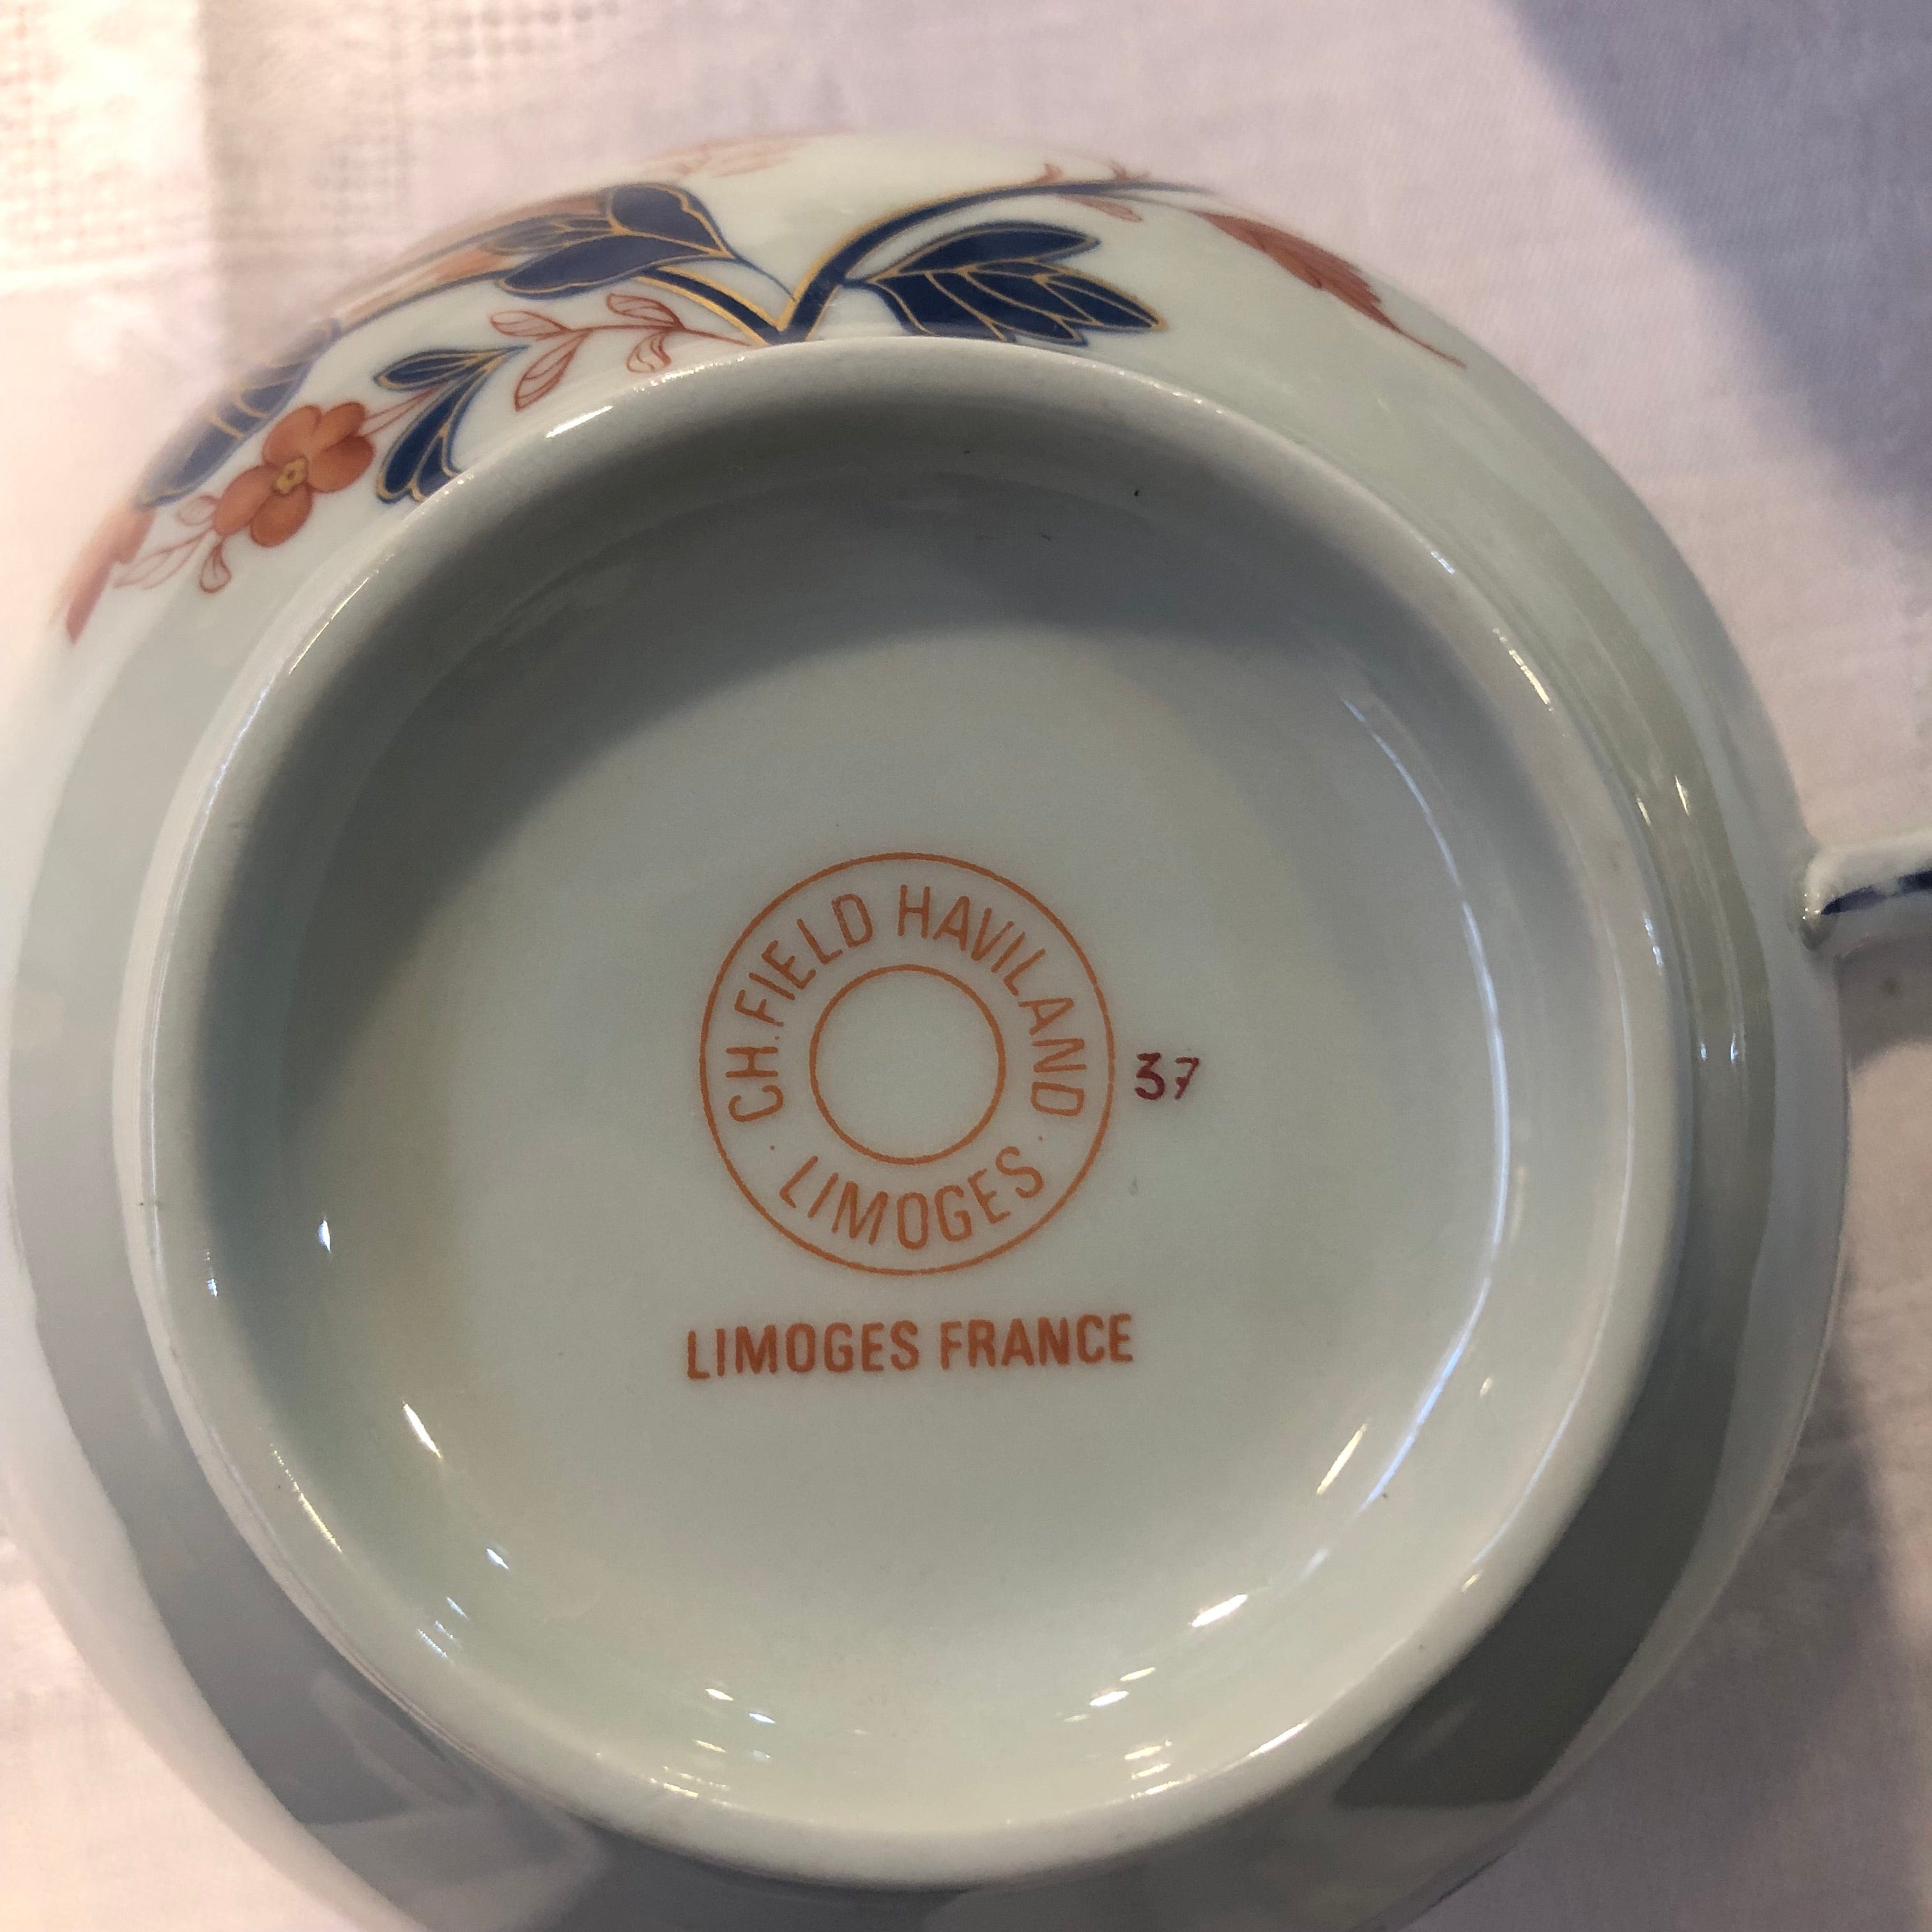 CH. FIELD HAVILAND
· LIMOGES ·
37
LIMOGES FRANCE